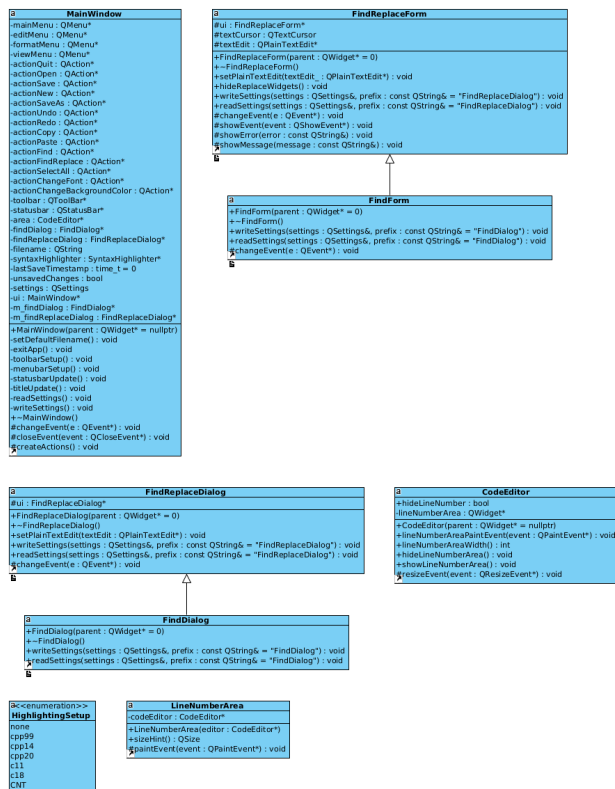 a
MainWindow
-mainMenu : QMenu*
-editMenu : QMenu*
-formatMenu : QMenu*
-viewMenu : QMenu*
-actionQuit : QAction*
-actionOpen : QAction*
-actionSave : QAction*
-actionNew : QAction*
-actionSaveAs : QAction*
-actionUndo : QAction*
-actionRedo : QAction*
-actionCopy : QAction*
-actionPaste : QAction*
-actionFind : QAction*
-actionFindReplace : QAction*
-actionSelectAll : QAction*
-actionChangeFont : QAction*
-actionChangeBackgroundColor : QAction*
-toolbar : QToolBar*
-statusbar : QStatusBar*
-area : CodeEditor*
-findDialog : FindDialog*
-findReplaceDialog : FindReplaceDialog*
-filename : QString
-syntaxHighlighter : SyntaxHighlighter*
-lastSaveTimestamp : time_t = 0
-unsavedChanges : bool
-settings : QSettings
-ui : MainWindow*
-m_findDialog : FindDialog*
-m_findReplaceDialog : FindReplaceDialog*
+MainWindow(parent : QWidget* = nullptr)
-setDefaultFilename() : void
-exitApp() : void
-toolbarSetup() : void
-menubarSetup() : void
-statusbarUpdate() : void
-titleUpdate() : void
-readSettings() : void
-writeSettings() : void
+~MainWindow()
#changeEvent(e : QEvent*) : void
#closeEvent(event : QCloseEvent*) : void
#createActions() : void
a
FindReplaceForm
#ui : FindReplaceForm*
#textCursor : QTextCursor
#textEdit : QPlainTextEdit*
+FindReplaceForm(parent : QWidget* = 0)
+~FindReplaceForm()
+setPlainTextEdit(textEdit_ : QPlainTextEdit*) : void
+hideReplaceWidgets() : void
+writeSettings(settings : QSettings&, prefix : const QString& = "FindReplaceDialog") : void
+readSettings(settings : QSettings&, prefix : const QString& = "FindReplaceDialog") : void
#changeEvent(e : QEvent*) : void
#showEvent(event : QShowEvent*) : void
#showError(error : const QString&) : void
#showMessage(message : const QString&) : void
a
FindForm
+FindForm(parent : QWidget* = 0)
+~FindForm()
+writeSettings(settings : QSettings&, prefix : const QString& = "FindDialog") : void
+readSettings(settings : QSettings&, prefix : const QString& = "FindDialog") : void
#changeEvent(e : QEvent*) : void
a
FindReplaceDialog
#ui : FindReplaceDialog*
+FindReplaceDialog(parent : QWidget* = 0)
+~FindReplaceDialog()
+setPlainTextEdit(textEdit : QPlainTextEdit*) : void
+writeSettings(settings : QSettings&, prefix : const QString& = "FindReplaceDialog") : void
+readSettings(settings : QSettings&, prefix : const QString& = "FindReplaceDialog") : void
#changeEvent(e : QEvent*) : void
a
CodeEditor
+hideLineNumber : bool
-lineNumberArea : QWidget*
+CodeEditor(parent : QWidget* = nullptr)
+lineNumberAreaPaintEvent(event : QPaintEvent*) : void
+lineNumberAreaWidth() : int
+hideLineNumberArea() : void
+showLineNumberArea() : void
#resizeEvent(event : QResizeEvent*) : void
a
FindDialog
+FindDialog(parent : QWidget* = 0)
+~FindDialog()
+writeSettings(settings : QSettings&, prefix : const QString& = "FindDialog") : void
+readSettings(settings : QSettings&, prefix : const QString& = "FindDialog") : void
a
<<enumeration>>
HighlightingSetup
none
cpp99
cpp14
cpp20
c11
c18
CNT
a
LineNumberArea
-codeEditor : CodeEditor*
+LineNumberArea(editor : CodeEditor*)
+sizeHint() : QSize
#paintEvent(event : QPaintEvent*) : void